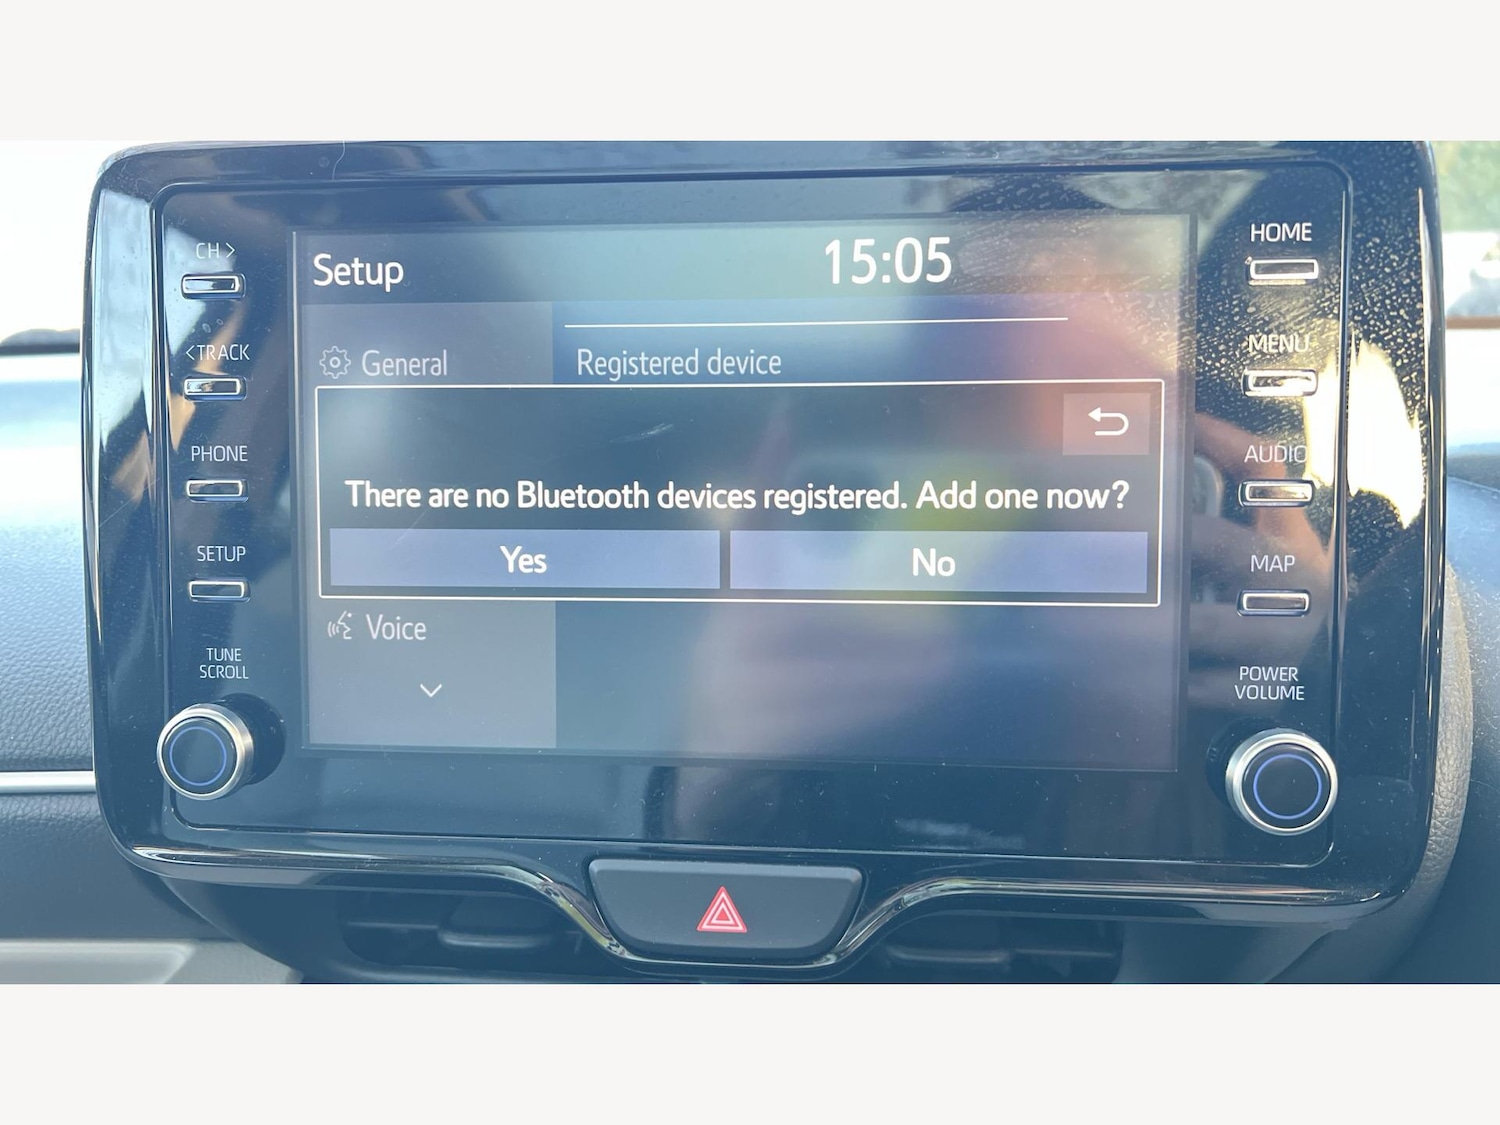 CH>
<TRACK
PHONE
SETUP
TUNE
SCROLL
Setup
15:05
General
Registered device
There are no Bluetooth devices registered. Add one now?
Yes
No
Voice
HOME
MENU
AUDIO
MAP
POWER
VOLUME